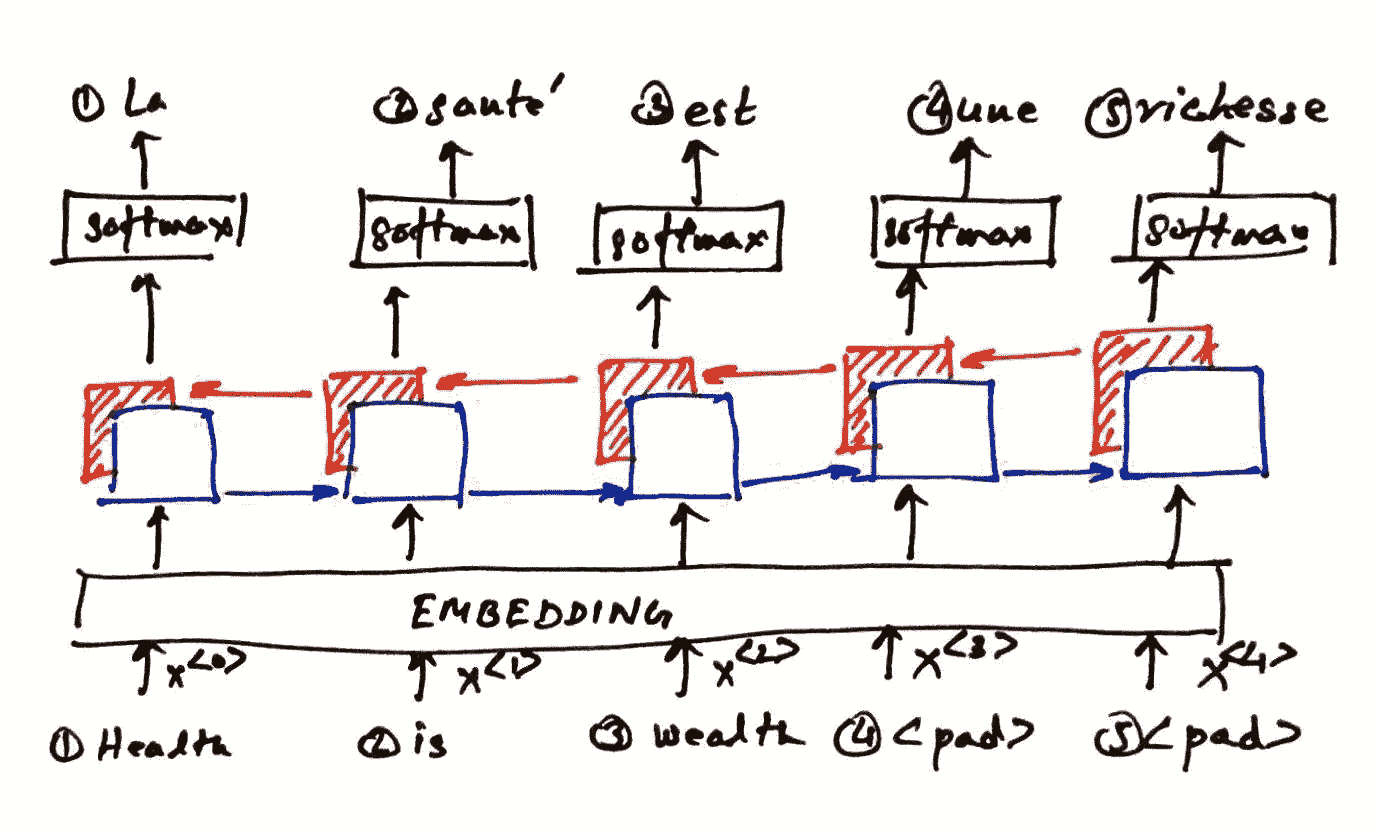 ① La ② santé ③ est ④ une ⑤ richesse
softmax softmax softmax softmax softmax
EMBEDDING
x<0> x<1> x<2> x<3> x<4>
① Health ② is ③ wealth ④ <pad> ⑤ <pad>